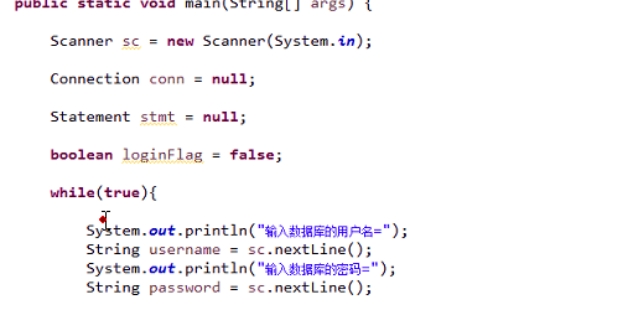 public static void main(String[] args) {
Scanner sc = new Scanner(System.in);
Connection conn = null;
Statement stmt = null;
boolean loginFlag = false;
while(true){
System.out.println("输入数据库的用户名=");
String username = sc.nextLine();
System.out.println("输入数据库的密码=");
String password = sc.nextLine();